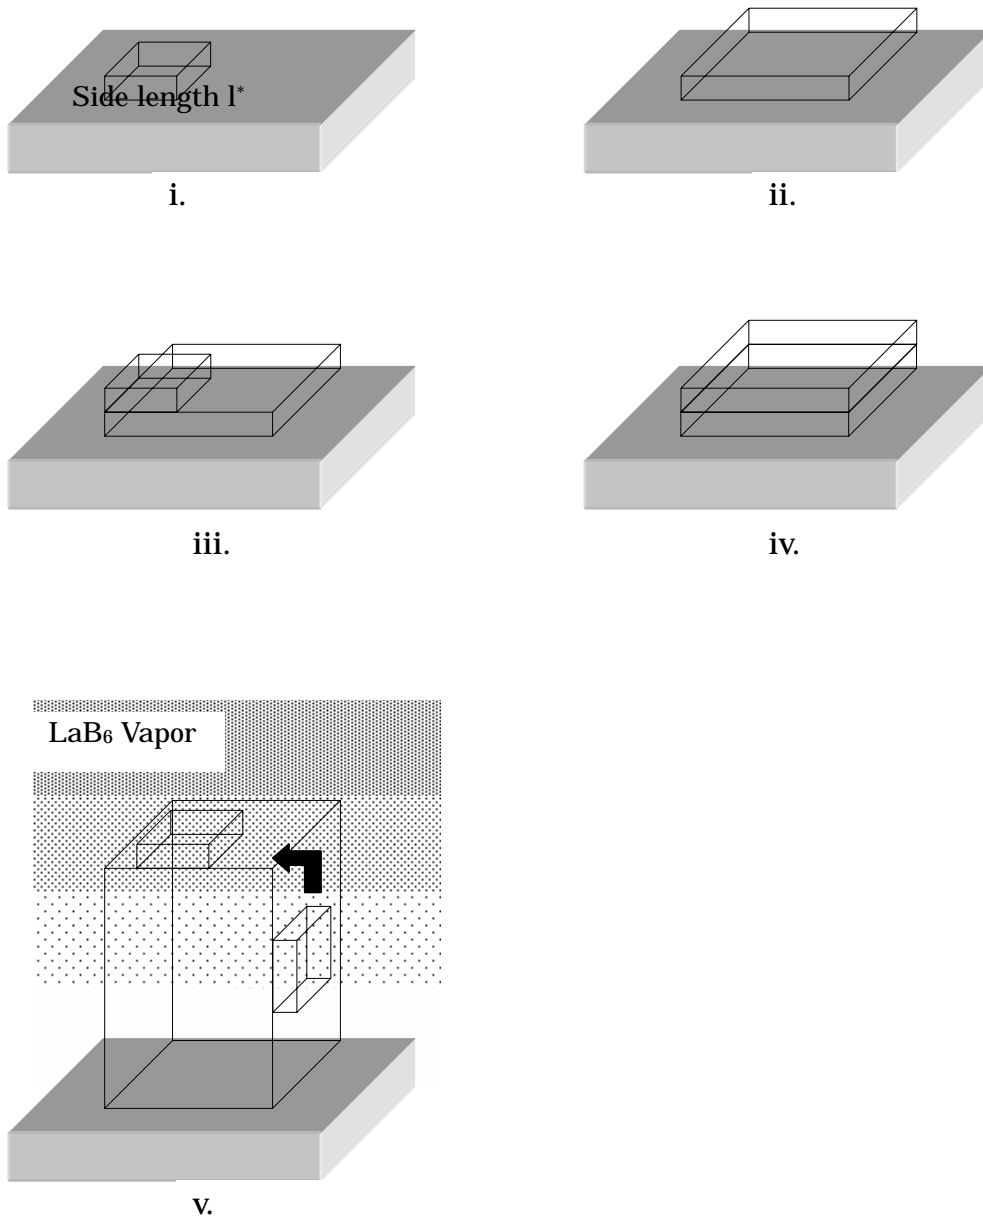 Side length l*
i.
ii.
iii.
iv.
LaB₆ Vapor
v.